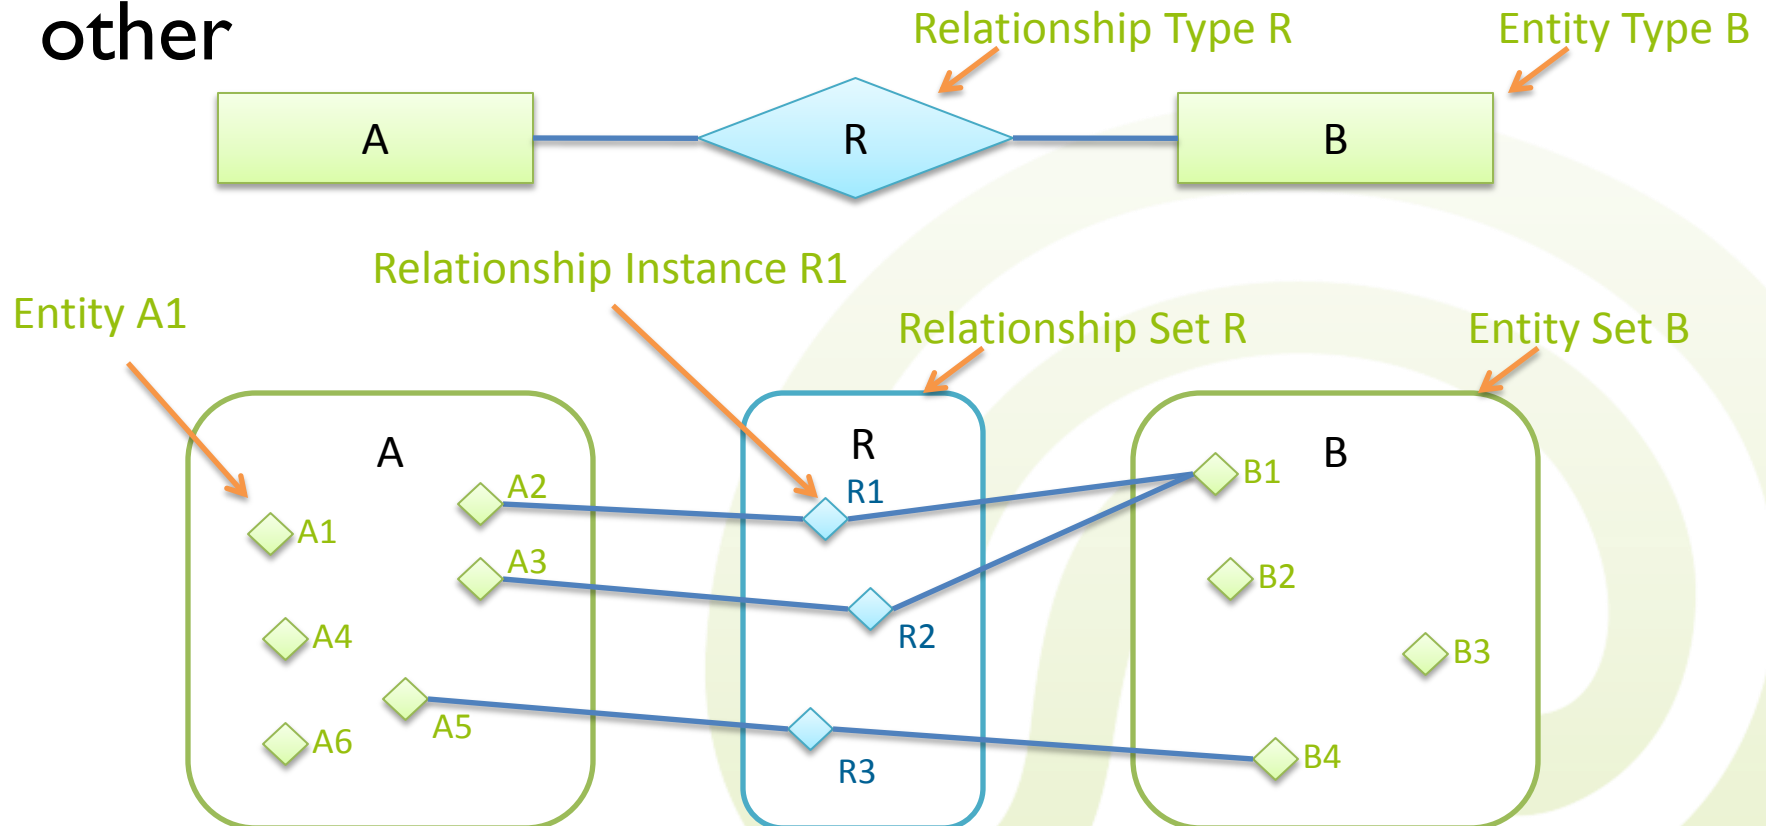 other
Relationship Type R
Entity Type B
A
R
B
Relationship Instance R1
Entity A1
Relationship Set R
Entity Set B
A
R
B
A2
R1
B1
A1
A3
B2
A4
R2
B3
A5
A6
R3
B4